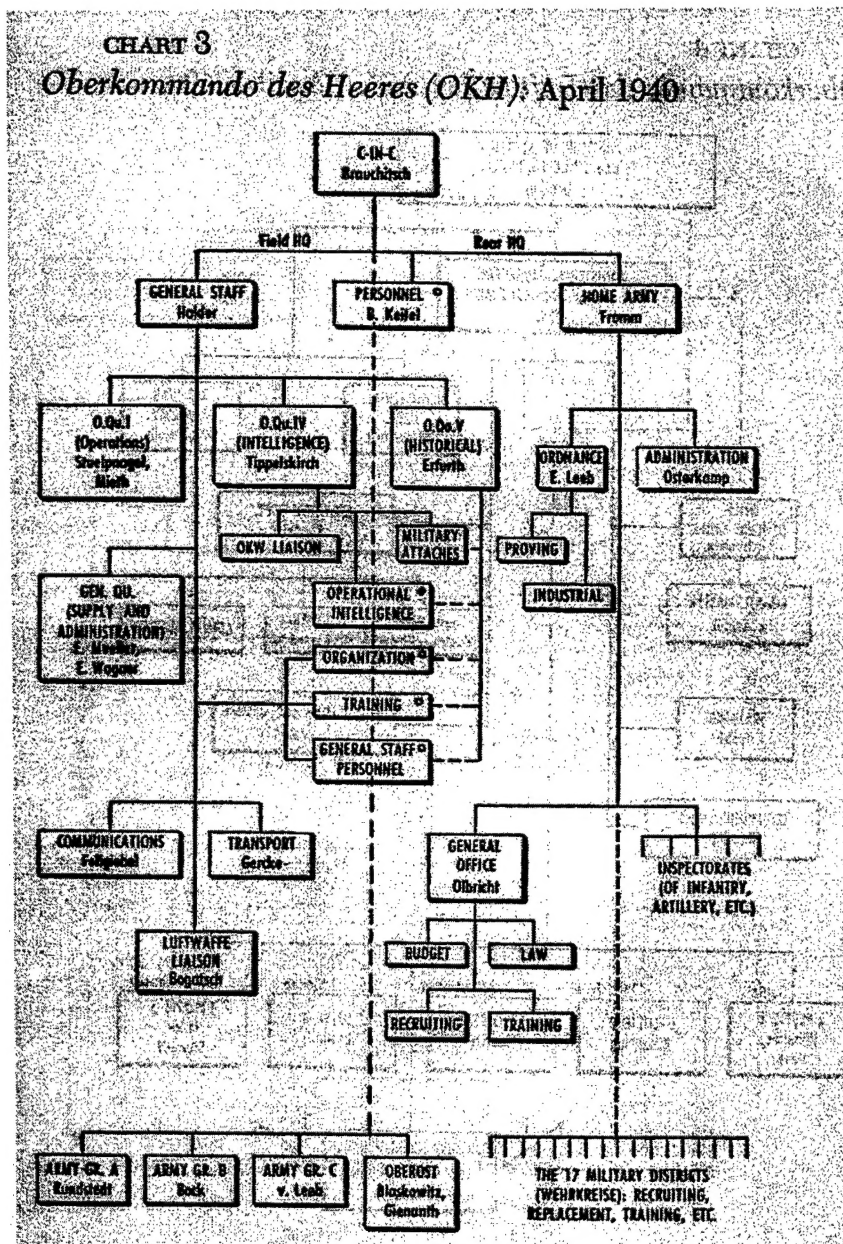 CHART 3
Oberkommando des Heeres (OKH): April 1940
C-IN-C
Brauchitsch
Field HQ
Rear HQ
GENERAL STAFF
Halder
PERSONNEL
B. Keitel
HOME ARMY
Fromm
O.Qu.I
(Operations)
Stuelpnagel,
Mieth
O.Qu.IV
(INTELLIGENCE)
Tippelskirch
O.Qu.V
(HISTORICAL)
Erfurth
ORDNANCE
E. Leeb
ADMINISTRATION
Osterkamp
OKW LIAISON
MILITARY
ATTACHES
PROVING
INDUSTRIAL
GEN. QU.
(SUPPLY AND
ADMINISTRATION)
E. Mueller,
E. Wagner
OPERATIONAL
INTELLIGENCE
ORGANIZATION
TRAINING
GENERAL STAFF
PERSONNEL
COMMUNICATIONS
Fellgiebel
TRANSPORT
Gercke
GENERAL
OFFICE
Olbricht
INSPECTORATES
(OF INFANTRY,
ARTILLERY, ETC.)
LUFTWAFFE
LIAISON
Bogatsch
BUDGET
LAW
RECRUITING
TRAINING
ARMY GR. A
Rundstedt
ARMY GR. B
Bock
ARMY GR. C
v. Leeb
OBEROST
Blaskowitz,
Gienanth
THE 17 MILITARY DISTRICTS
(WEHRKREISE): RECRUITING,
REPLACEMENT, TRAINING, ETC.